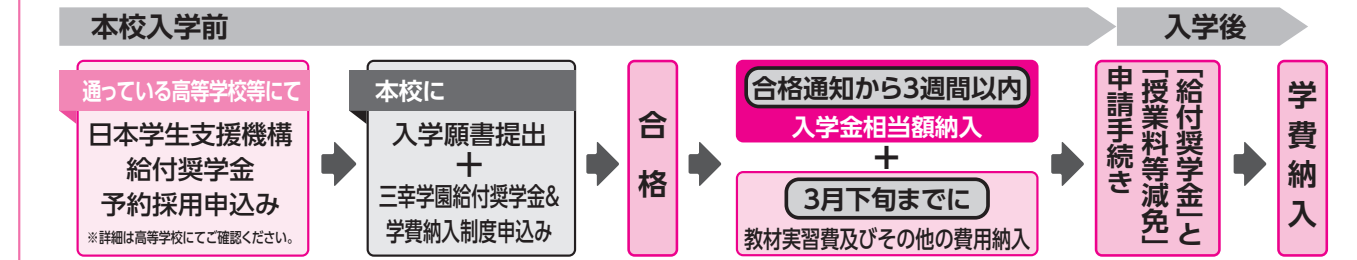 本校入学前
入学後
通っている高等学校等にて
日本学生支援機構
給付奨学金
予約採用申込み
※詳細は高等学校にてご確認ください。
本校に
入学願書提出
+
三幸学園給付奨学金&
学費納入制度申込み
合格
合格通知から3週間以内
入学金相当額納入
+
3月下旬までに
教材実習費及びその他の費用納入
「給付奨学金」と
「授業料等減免」
申請手続き
学費納入